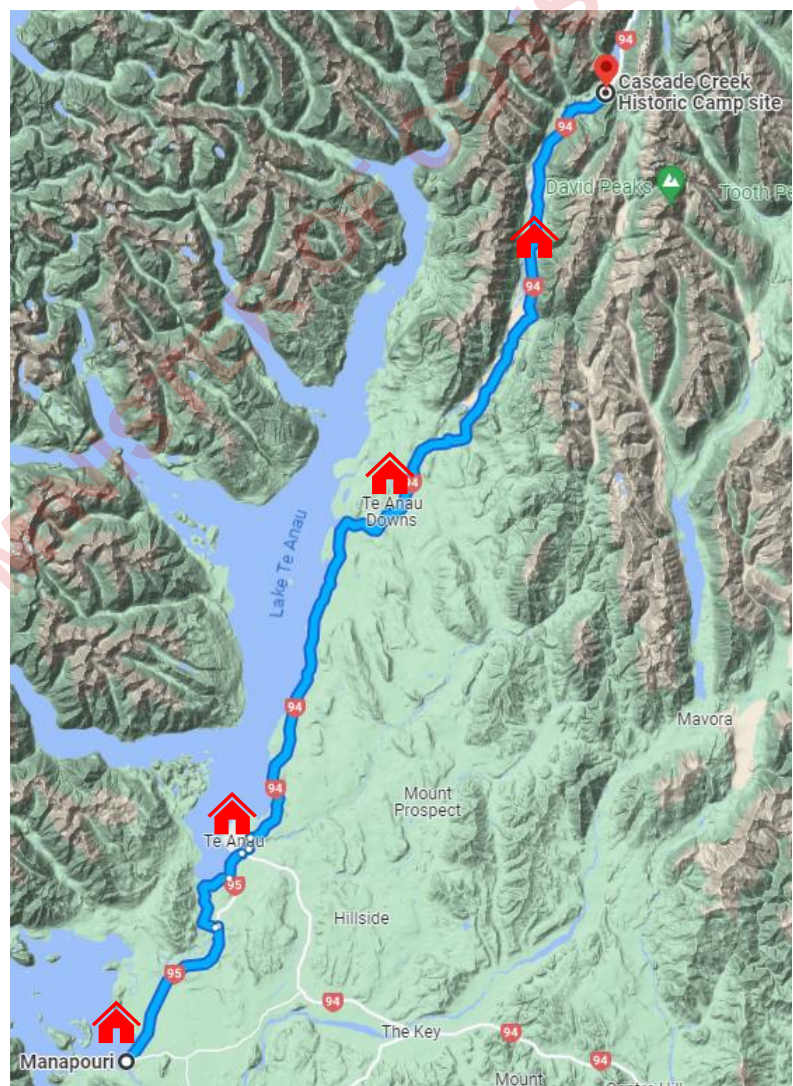 94
Cascade Creek
Historic Camp site
94
David Peaks
Tooth
94
94
Te Anau
Downs
Lake Te Anau
94
Mavora
94
Mount
Prospect
Te Anau
95
Hillside
95
94
The Key
94
Manapouri
94
Mount